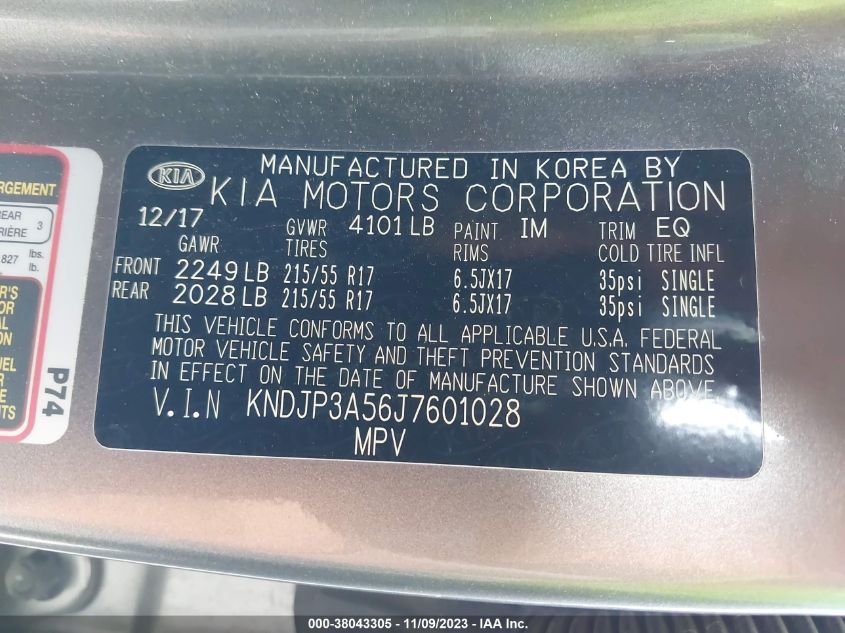 MANUFACTURED IN KOREA BY
KIA KIA MOTORS CORPORATION
12/17 GVWR 4101 LB PAINT IM TRIM EQ
GAWR TIRES RIMS COLD TIRE INFL
FRONT 2249 LB 215/55 R17 6.5JX17 35psi SINGLE
REAR 2028 LB 215/55 R17 6.5JX17 35psi SINGLE
THIS VEHICLE CONFORMS TO ALL APPLICABLE U.S.A. FEDERAL
MOTOR VEHICLE SAFETY AND THEFT PREVENTION STANDARDS
IN EFFECT ON THE DATE OF MANUFACTURE SHOWN ABOVE.
V.I.N KNDJP3A56J7601028
MPV
3
827 lbs.
lb.
P74
000-38043305 - 11/09/2023 - IAA Inc.